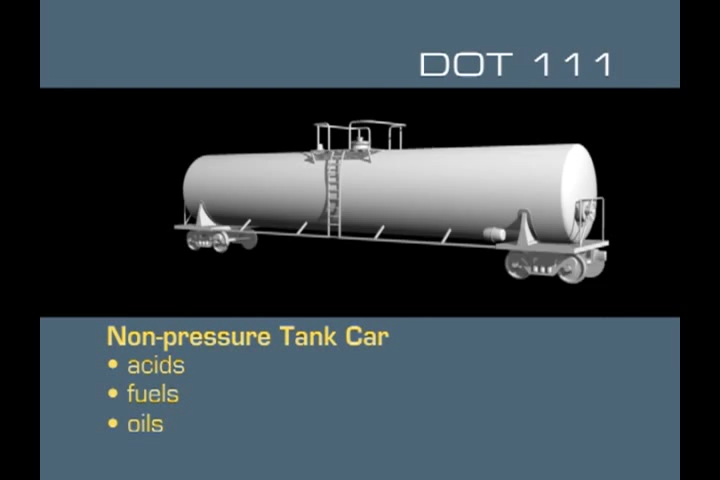 DOT 111
Non-pressure Tank Car
• acids
• fuels
• oils